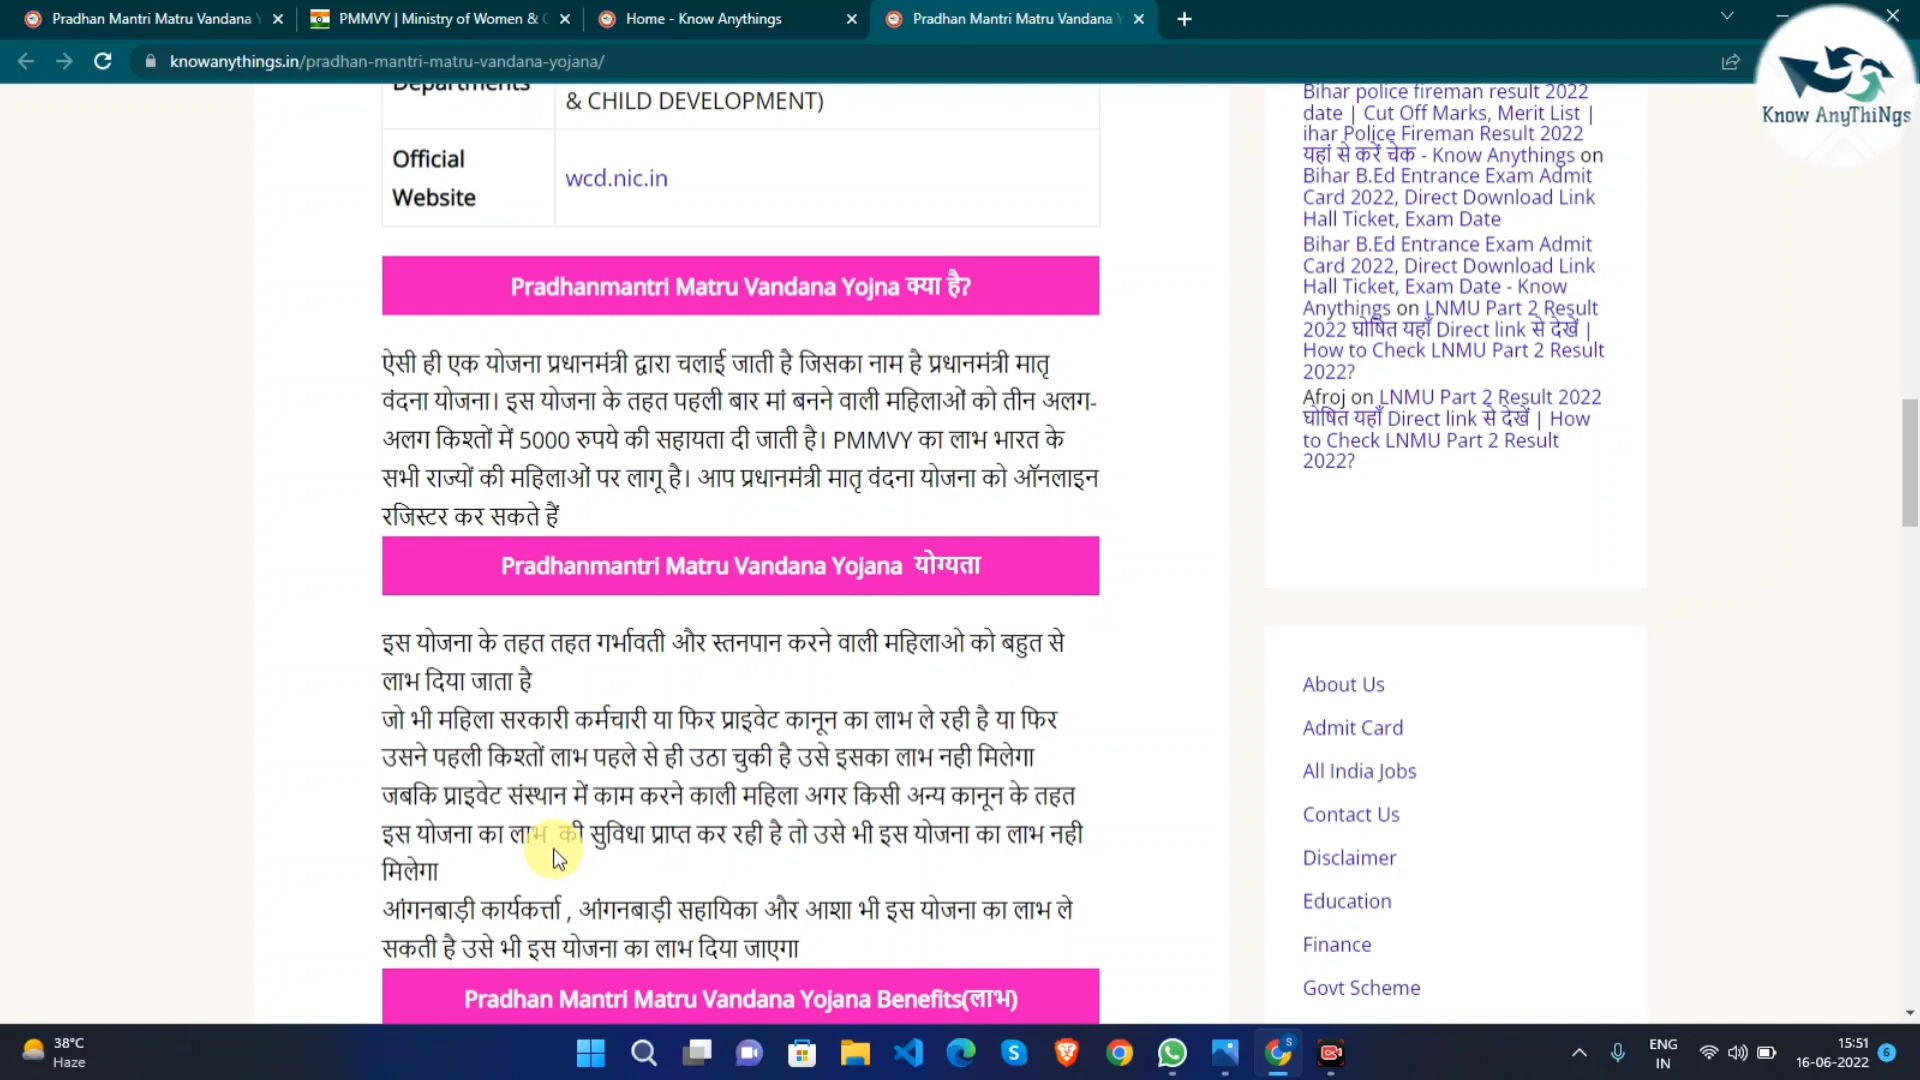 Pradhan Mantri Matru Vandana Y
PMMVY | Ministry of Women & C
Home - Know Anythings
Pradhan Mantri Matru Vandana Y
knowanythings.in/pradhan-mantri-matru-vandana-yojana/
Know AnyThiNgs
Departments
& CHILD DEVELOPMENT)
Official
Website
wcd.nic.in
Pradhanmantri Matru Vandana Yojna क्या है?
ऐसी ही एक योजना प्रधानमंत्री द्वारा चलाई जाती है जिसका नाम है प्रधानमंत्री मातृ
वंदना योजना। इस योजना के तहत पहली बार मां बनने वाली महिलाओं को तीन अलग-
अलग किश्तों में 5000 रुपये की सहायता दी जाती है। PMMVY का लाभ भारत के
सभी राज्यों की महिलाओं पर लागू है। आप प्रधानमंत्री मातृ वंदना योजना को ऑनलाइन
रजिस्टर कर सकते हैं
Pradhanmantri Matru Vandana Yojana योग्यता
इस योजना के तहत तहत गर्भावती और स्तनपान करने वाली महिलाओ को बहुत से
लाभ दिया जाता है
जो भी महिला सरकारी कर्मचारी या फिर प्राइवेट कानून का लाभ ले रही है या फिर
उसने पहली किश्तों लाभ पहले से ही उठा चुकी है उसे इसका लाभ नही मिलेगा
जबकि प्राइवेट संस्थान में काम करने काली महिला अगर किसी अन्य कानून के तहत
इस योजना का लाभ की सुविधा प्राप्त कर रही है तो उसे भी इस योजना का लाभ नही
मिलेगा
आंगनबाड़ी कार्यकर्त्ता , आंगनबाड़ी सहायिका और आशा भी इस योजना का लाभ ले
सकती है उसे भी इस योजना का लाभ दिया जाएगा
Pradhan Mantri Matru Vandana Yojana Benefits(लाभ)
Bihar police fireman result 2022
date | Cut Off Marks, Merit List |
ihar Police Fireman Result 2022
यहां से करें चेक - Know Anythings on
Bihar B.Ed Entrance Exam Admit
Card 2022, Direct Download Link
Hall Ticket, Exam Date
Bihar B.Ed Entrance Exam Admit
Card 2022, Direct Download Link
Hall Ticket, Exam Date - Know
Anythings on LNMU Part 2 Result
2022 घोषित यहाँ Direct link से देखें |
How to Check LNMU Part 2 Result
2022?
Afroj on LNMU Part 2 Result 2022
घोषित यहाँ Direct link से देखें | How
to Check LNMU Part 2 Result
2022?
About Us
Admit Card
All India Jobs
Contact Us
Disclaimer
Education
Finance
Govt Scheme
38°C
Haze
S
ENG
IN
15:51
16-06-2022
6